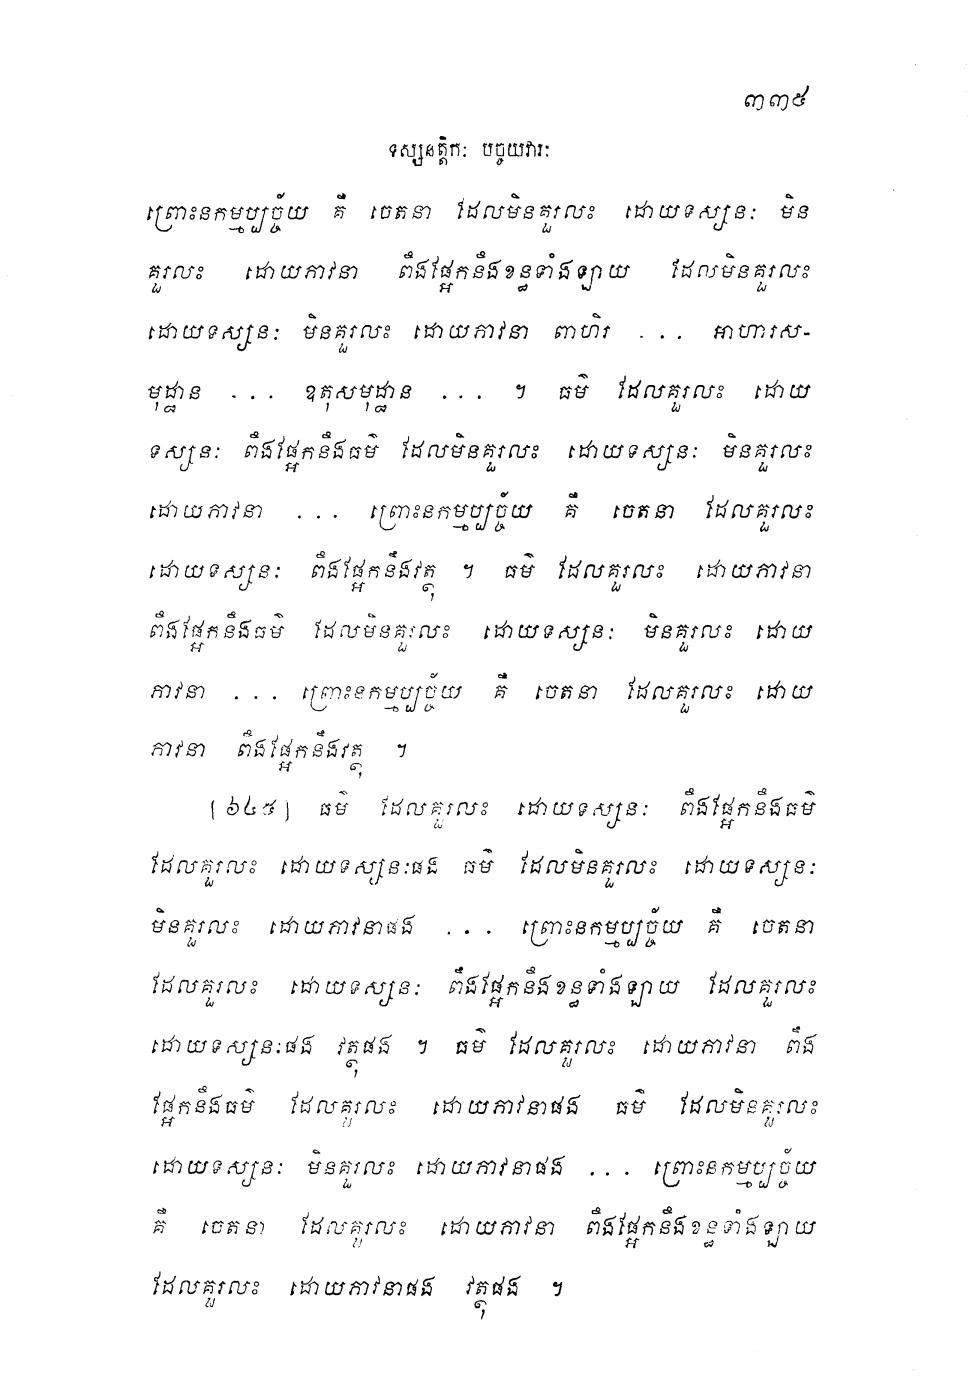 ៣៣៥
ទស្សនត្តិកៈ បច្ចយវារៈ
ព្រោះនកម្មប្បច្ច័យ គឺ ចេតនា ដែលមិនគួរលះ ដោយទស្សនៈ មិន
គួរលះ ដោយភាវនា ពឹងផ្អែកនឹងខន្ធទាំងឡាយ ដែលមិនគួរលះ
ដោយទស្សនៈ មិនគួរលះ ដោយភាវនា ពាហិរ ... អាហារស-
មុដ្ឋាន ... ឧតុសមុដ្ឋាន ... ។ ធម៌ ដែលគួរលះ ដោយ
ទស្សនៈ ពឹងផ្អែកនឹងធម៌ ដែលមិនគួរលះ ដោយទស្សនៈ មិនគួរលះ
ដោយភាវនា ... ព្រោះនកម្មប្បច្ច័យ គឺ ចេតនា ដែលគួរលះ
ដោយទស្សនៈ ពឹងផ្អែកនឹងវត្ថុ ។ ធម៌ ដែលគួរលះ ដោយភាវនា
ពឹងផ្អែកនឹងធម៌ ដែលមិនគួរលះ ដោយទស្សនៈ មិនគួរលះ ដោយ
ភាវនា ... ព្រោះនកម្មប្បច្ច័យ គឺ ចេតនា ដែលគួរលះ ដោយ
ភាវនា ពឹងផ្អែកនឹងវត្ថុ ។
[៦៤៥] ធម៌ ដែលគួរលះ ដោយទស្សនៈ ពឹងផ្អែកនឹងធម៌
ដែលគួរលះ ដោយទស្សនៈផង ធម៌ ដែលមិនគួរលះ ដោយទស្សនៈ
មិនគួរលះ ដោយភាវនាផង ... ព្រោះនកម្មប្បច្ច័យ គឺ ចេតនា
ដែលគួរលះ ដោយទស្សនៈ ពឹងផ្អែកនឹងខន្ធទាំងឡាយ ដែលគួរលះ
ដោយទស្សនៈផង វត្ថុផង ។ ធម៌ ដែលគួរលះ ដោយភាវនា ពឹង
ផ្អែកនឹងធម៌ ដែលគួរលះ ដោយភាវនាផង ធម៌ ដែលមិនគួរលះ
ដោយទស្សនៈ មិនគួរលះ ដោយភាវនាផង ... ព្រោះនកម្មប្បច្ច័យ
គឺ ចេតនា ដែលគួរលះ ដោយភាវនា ពឹងផ្អែកនឹងខន្ធទាំងឡាយ
ដែលគួរលះ ដោយភាវនាផង វត្ថុផង ។